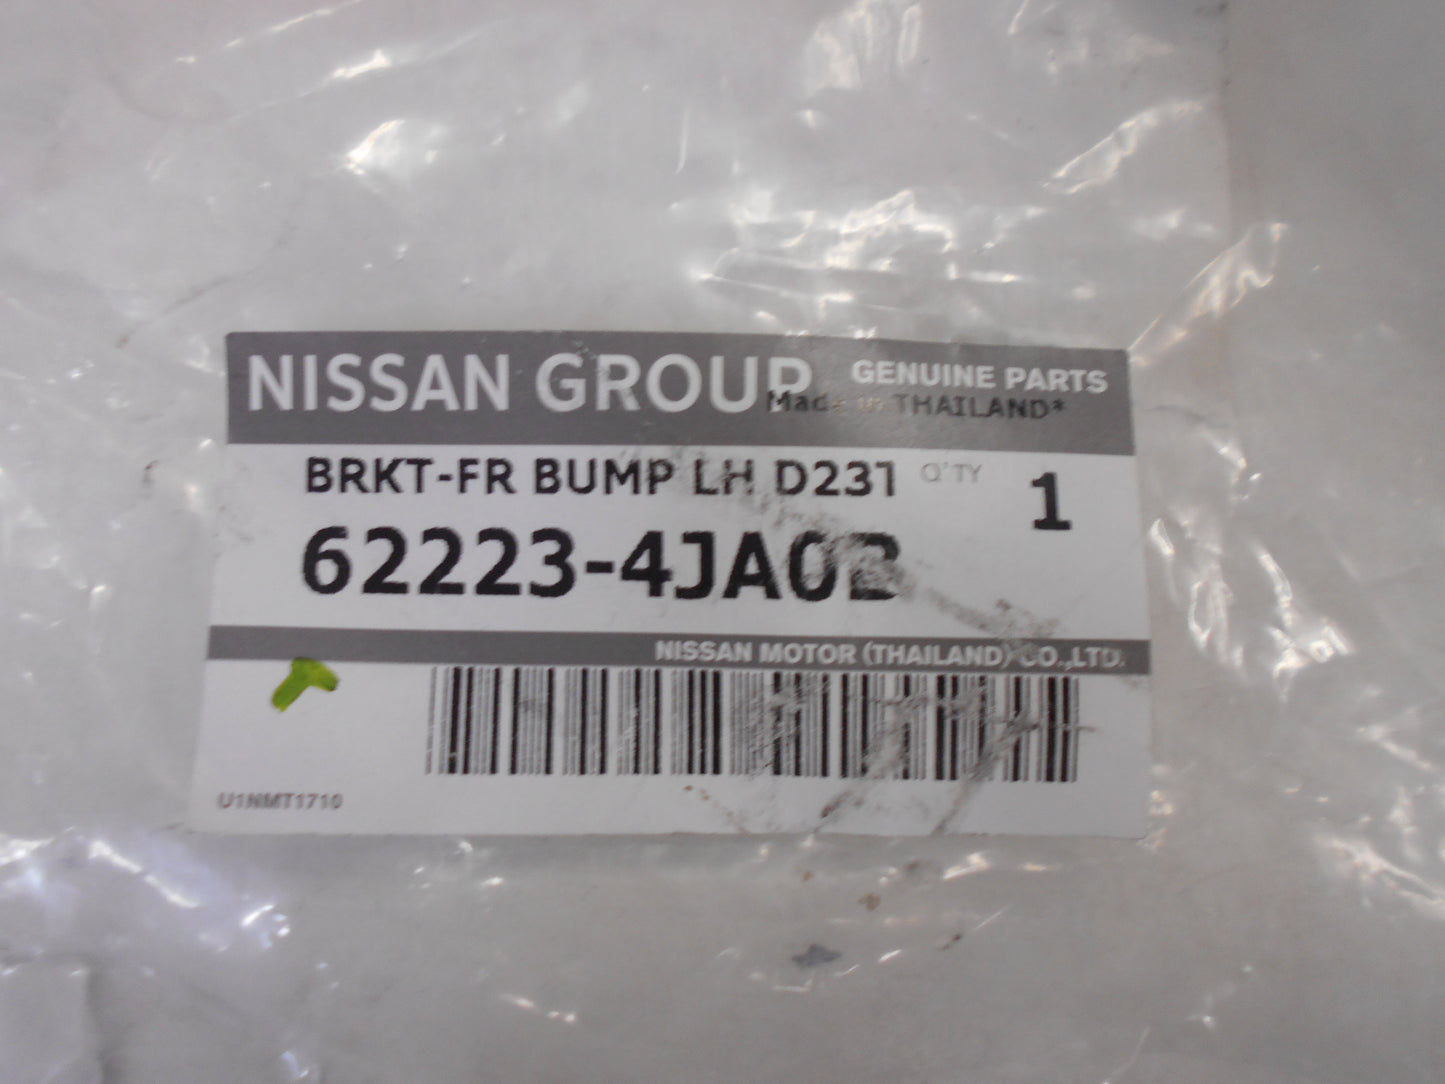 NISSAN GROUP GENUINE PARTS
Made in THAILAND*
BRKT-FR BUMP LH D231 Q'TY 1
62223-4JA0B
NISSAN MOTOR (THAILAND) CO.,LTD.
U1NMT1710